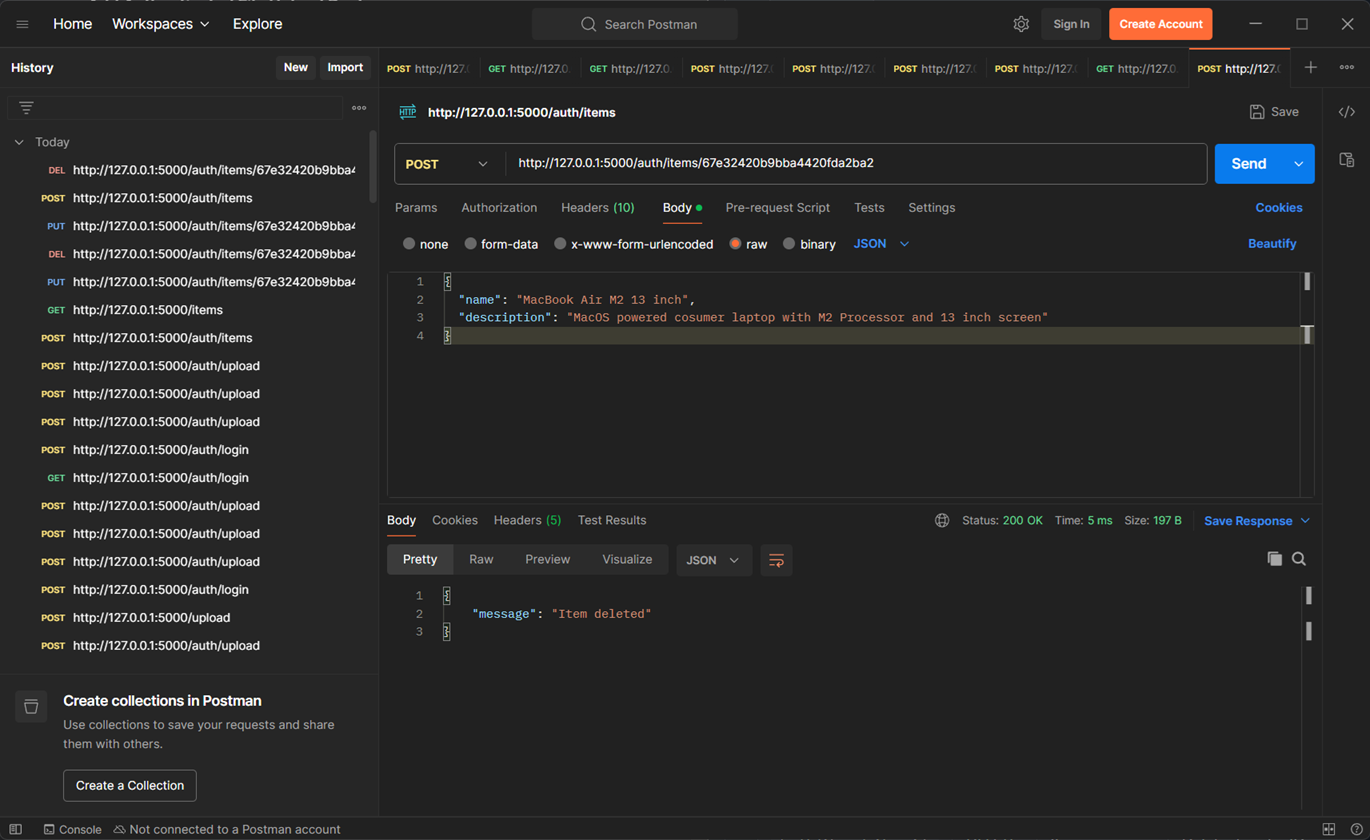 Home Workspaces Explore Search Postman Sign In Create Account
History New Import
POST http://127. GET http://127.0. GET http://127.0. POST http://127. POST http://127. POST http://127. POST http://127. GET http://127.0. POST http://127.
HTTP http://127.0.0.1:5000/auth/items Save
POST http://127.0.0.1:5000/auth/items/67e32420b9bba4420fda2ba2 Send
Params Authorization Headers (10) Body Pre-request Script Tests Settings Cookies
none form-data x-www-form-urlencoded raw binary JSON Beautify
1 {
2 "name": "MacBook Air M2 13 inch",
3 "description": "MacOS powered cosumer laptop with M2 Processor and 13 inch screen"
4 }
Today
DEL http://127.0.0.1:5000/auth/items/67e32420b9bba4
POST http://127.0.0.1:5000/auth/items
PUT http://127.0.0.1:5000/auth/items/67e32420b9bba4
DEL http://127.0.0.1:5000/auth/items/67e32420b9bba4
PUT http://127.0.0.1:5000/auth/items/67e32420b9bba4
GET http://127.0.0.1:5000/items
POST http://127.0.0.1:5000/auth/items
POST http://127.0.0.1:5000/auth/upload
POST http://127.0.0.1:5000/auth/upload
POST http://127.0.0.1:5000/auth/upload
POST http://127.0.0.1:5000/auth/login
GET http://127.0.0.1:5000/auth/login
POST http://127.0.0.1:5000/auth/upload
POST http://127.0.0.1:5000/auth/upload
POST http://127.0.0.1:5000/auth/upload
POST http://127.0.0.1:5000/auth/login
POST http://127.0.0.1:5000/upload
POST http://127.0.0.1:5000/auth/upload
Body Cookies Headers (5) Test Results Status: 200 OK Time: 5 ms Size: 197 B Save Response
Pretty Raw Preview Visualize JSON
1 {
2 "message": "Item deleted"
3 }
Create collections in Postman
Use collections to save your requests and share
them with others.
Create a Collection
Console Not connected to a Postman account